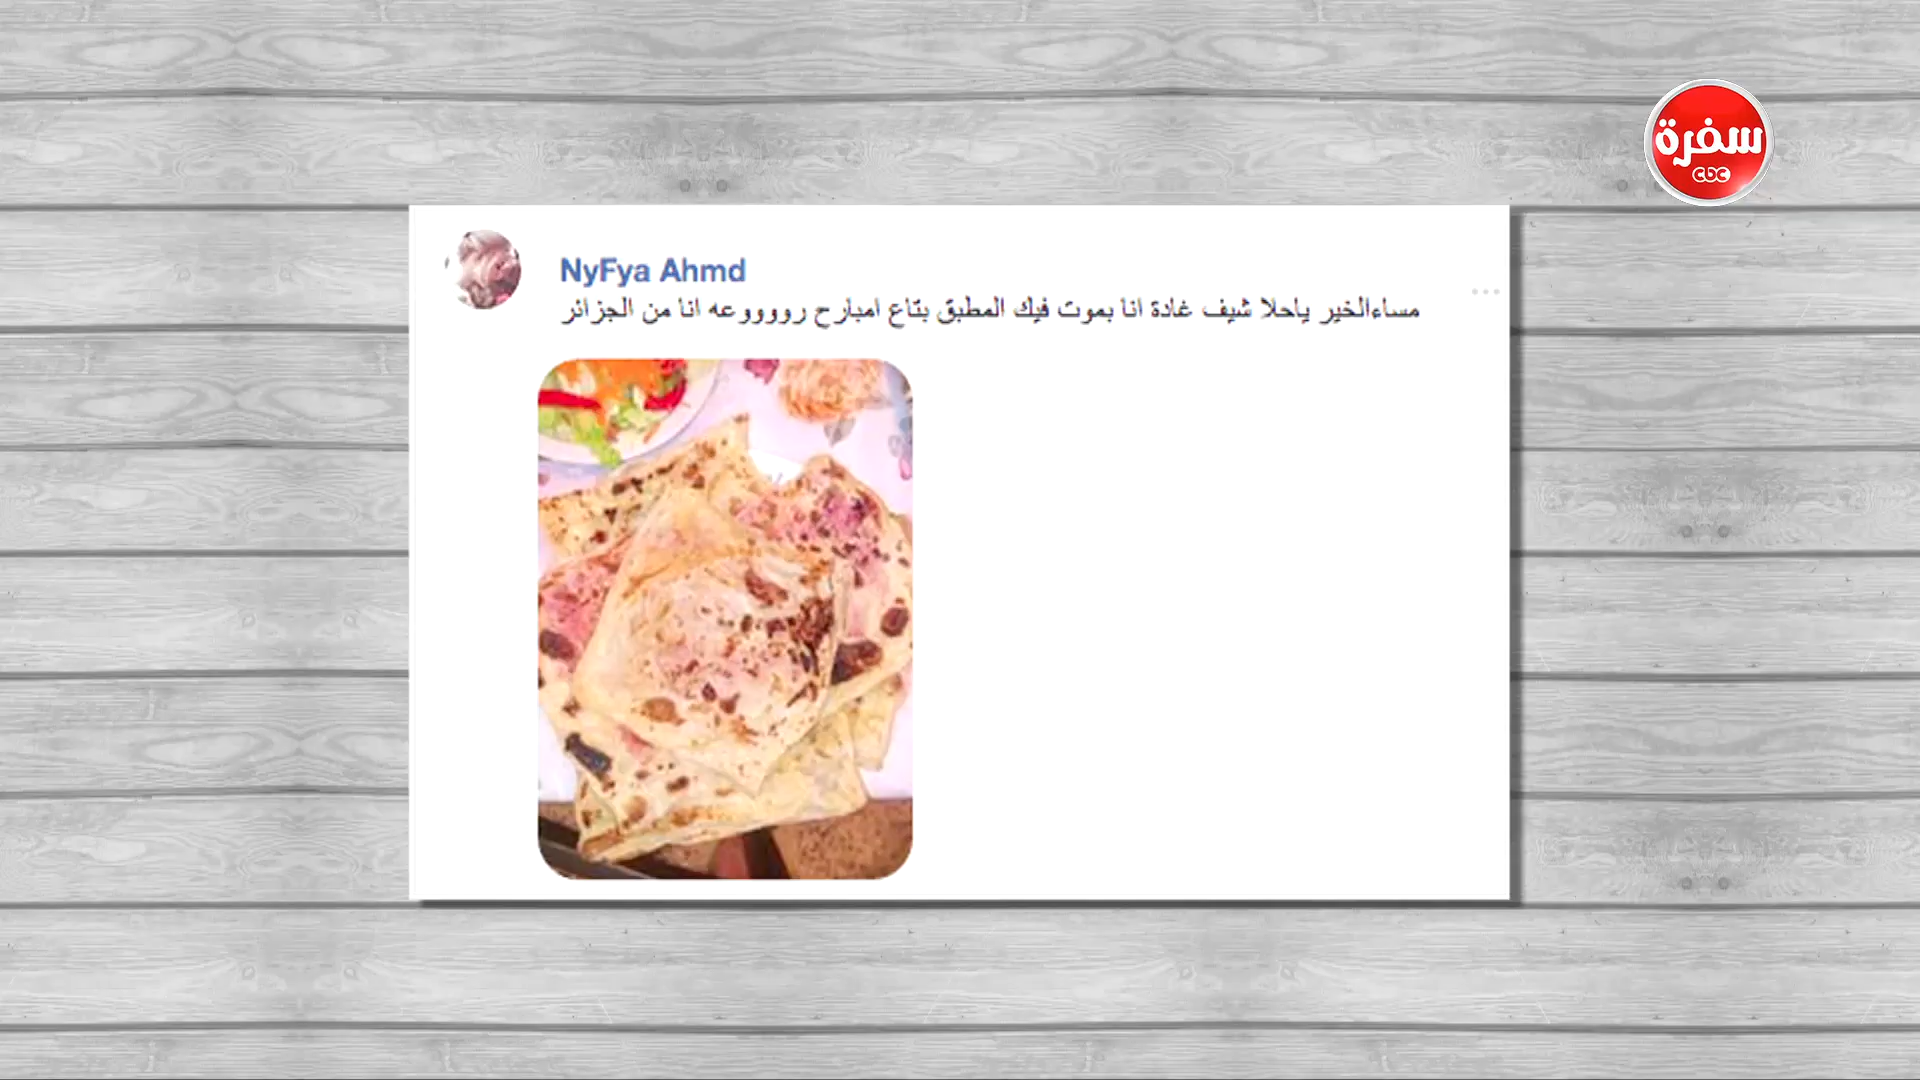 سفرة
cbc
NyFya Ahmd
مساءالخير ياحلا شيف غادة انا بموت فيك المطبق بتاع امبارح رووووعه انا من الجزائر